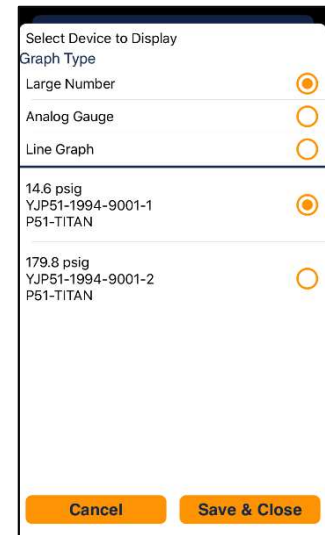 Select Device to Display
Graph Type
Large Number
Analog Gauge
Line Graph
14.6 psig
YJP51-1994-9001-1
P51-TITAN
179.8 psig
YJP51-1994-9001-2
P51-TITAN
Cancel
Save & Close